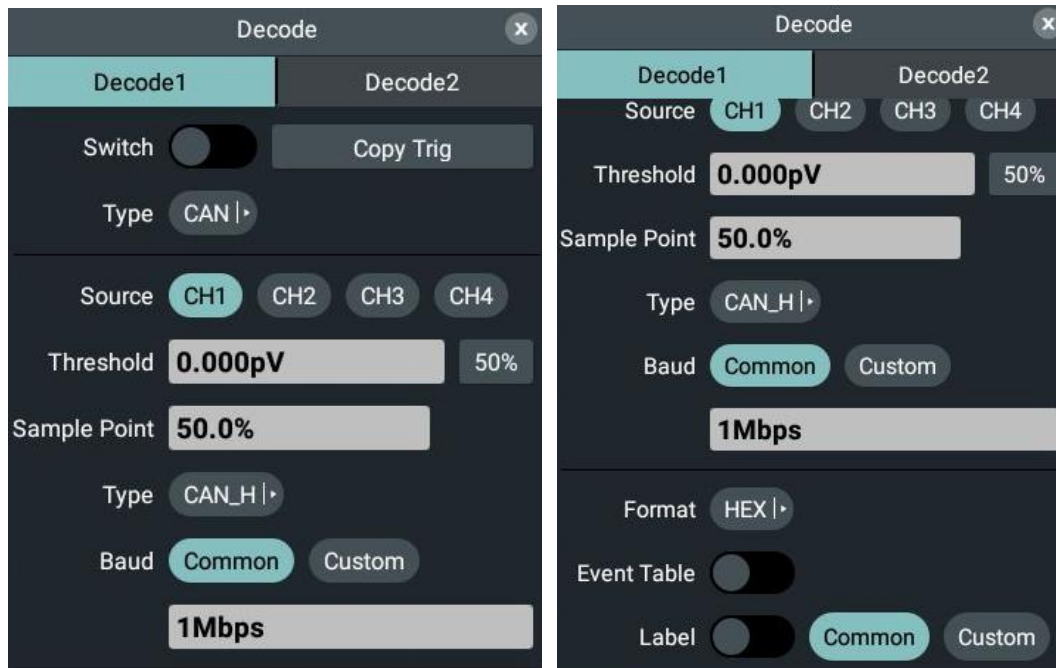 Decode x
Decode1 Decode2
Switch Copy Trig
Type CAN
Source CH1 CH2 CH3 CH4
Threshold 0.000pV 50%
Sample Point 50.0%
Type CAN_H
Baud Common Custom
1Mbps
Decode x
Decode1 Decode2
Source CH1 CH2 CH3 CH4
Threshold 0.000pV 50%
Sample Point 50.0%
Type CAN_H
Baud Common Custom
1Mbps
Format HEX
Event Table
Label Common Custom